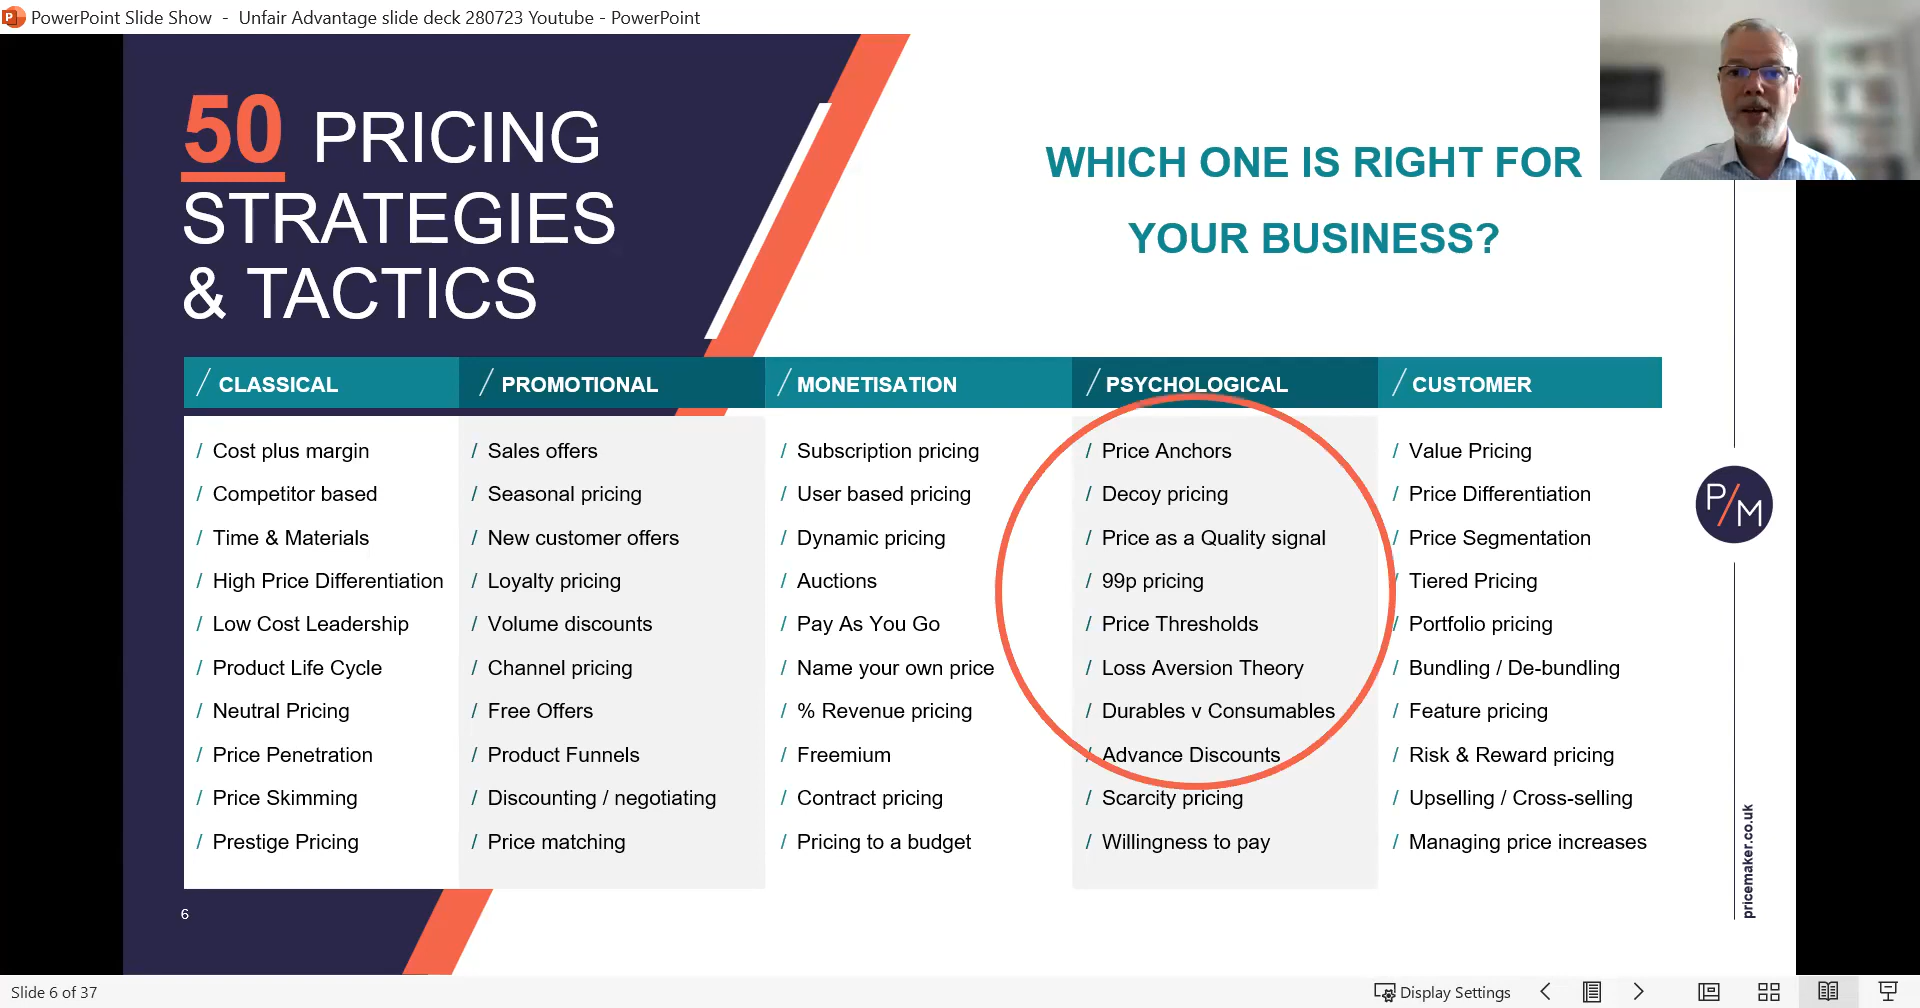 PowerPoint Slide Show - Unfair Advantage slide deck 280723 Youtube - PowerPoint
50 PRICING
STRATEGIES
& TACTICS
WHICH ONE IS RIGHT FOR
YOUR BUSINESS?
/ CLASSICAL
/ Cost plus margin
/ Competitor based
/ Time & Materials
/ High Price Differentiation
/ Low Cost Leadership
/ Product Life Cycle
/ Neutral Pricing
/ Price Penetration
/ Price Skimming
/ Prestige Pricing
/ PROMOTIONAL
/ Sales offers
/ Seasonal pricing
/ New customer offers
/ Loyalty pricing
/ Volume discounts
/ Channel pricing
/ Free Offers
/ Product Funnels
/ Discounting / negotiating
/ Price matching
/ MONETISATION
/ Subscription pricing
/ User based pricing
/ Dynamic pricing
/ Auctions
/ Pay As You Go
/ Name your own price
/ % Revenue pricing
/ Freemium
/ Contract pricing
/ Pricing to a budget
/ PSYCHOLOGICAL
/ Price Anchors
/ Decoy pricing
/ Price as a Quality signal
/ 99p pricing
/ Price Thresholds
/ Loss Aversion Theory
/ Durables v Consumables
/ Advance Discounts
/ Scarcity pricing
/ Willingness to pay
/ CUSTOMER
/ Value Pricing
/ Price Differentiation
/ Price Segmentation
/ Tiered Pricing
/ Portfolio pricing
/ Bundling / De-bundling
/ Feature pricing
/ Risk & Reward pricing
/ Upselling / Cross-selling
/ Managing price increases
P/M
pricemaker.co.uk
6
Slide 6 of 37
Display Settings